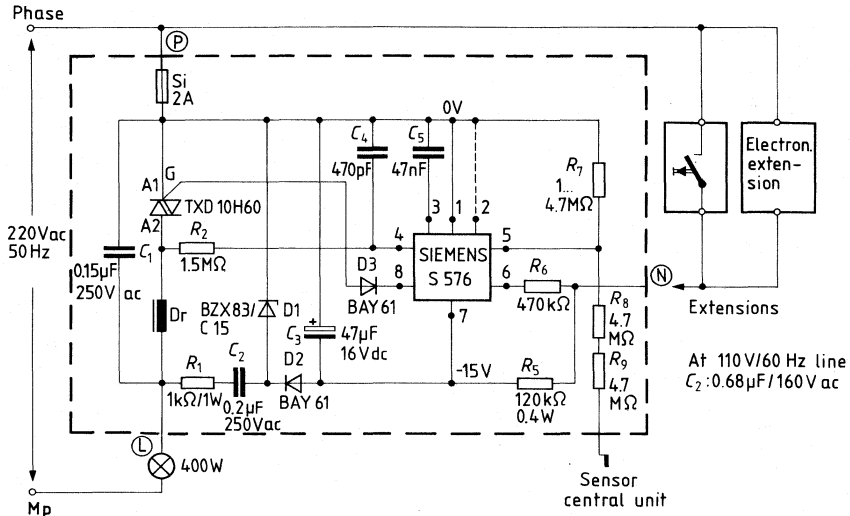 Phase
P
Si
2A
0V
C4
470pF
C5
47nF
R7
1...
4.7MΩ
Electron.
exten-
sion
A1
G
TXD 10H60
A2
3
1
2
220Vac
50Hz
C1
0.15µF
250V ac
R2
1.5MΩ
4
SIEMENS
S 576
5
D3
8
BAY 61
6
R6
470kΩ
N
Extensions
7
Dr
BZX83/
C 15
D1
C3
+
47µF
16Vdc
R8
4.7
MΩ
R9
4.7
MΩ
R1
1kΩ/1W
C2
0.2µF
250Vac
D2
BAY 61
-15V
R5
120kΩ
0.4W
At 110V/60 Hz line
C2:0.68µF/160V ac
L
400W
Sensor
central unit
Mp